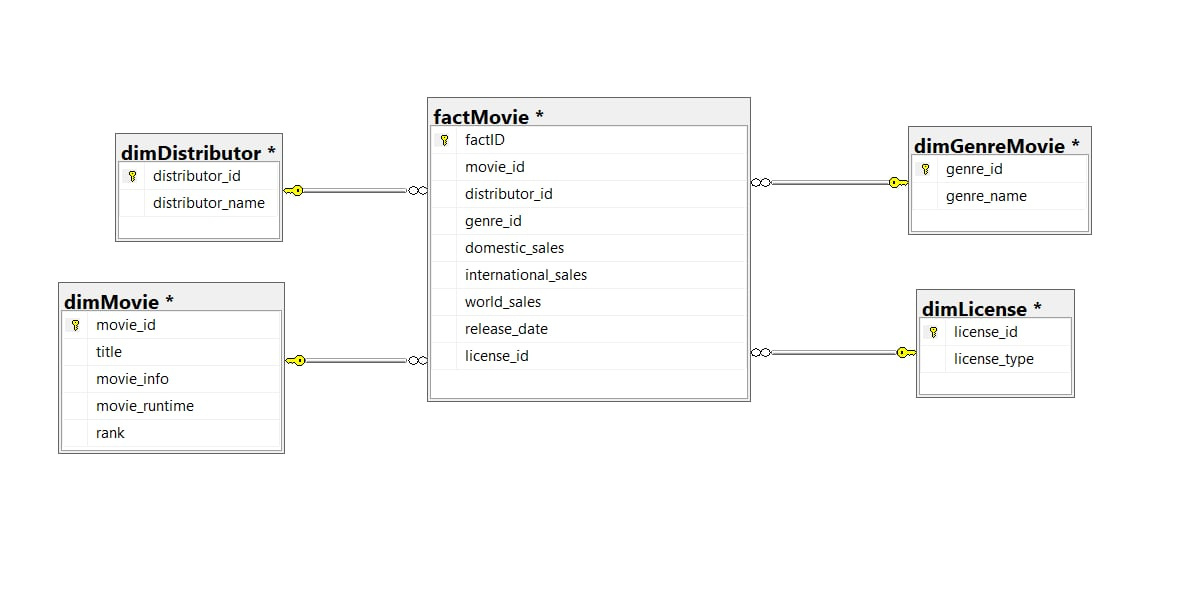 dimDistributor *
distributor_id
distributor_name
dimMovie *
movie_id
title
movie_info
movie_runtime
rank
factMovie *
factID
movie_id
distributor_id
genre_id
domestic_sales
international_sales
world_sales
release_date
license_id
dimGenreMovie *
genre_id
genre_name
dimLicense *
license_id
license_type